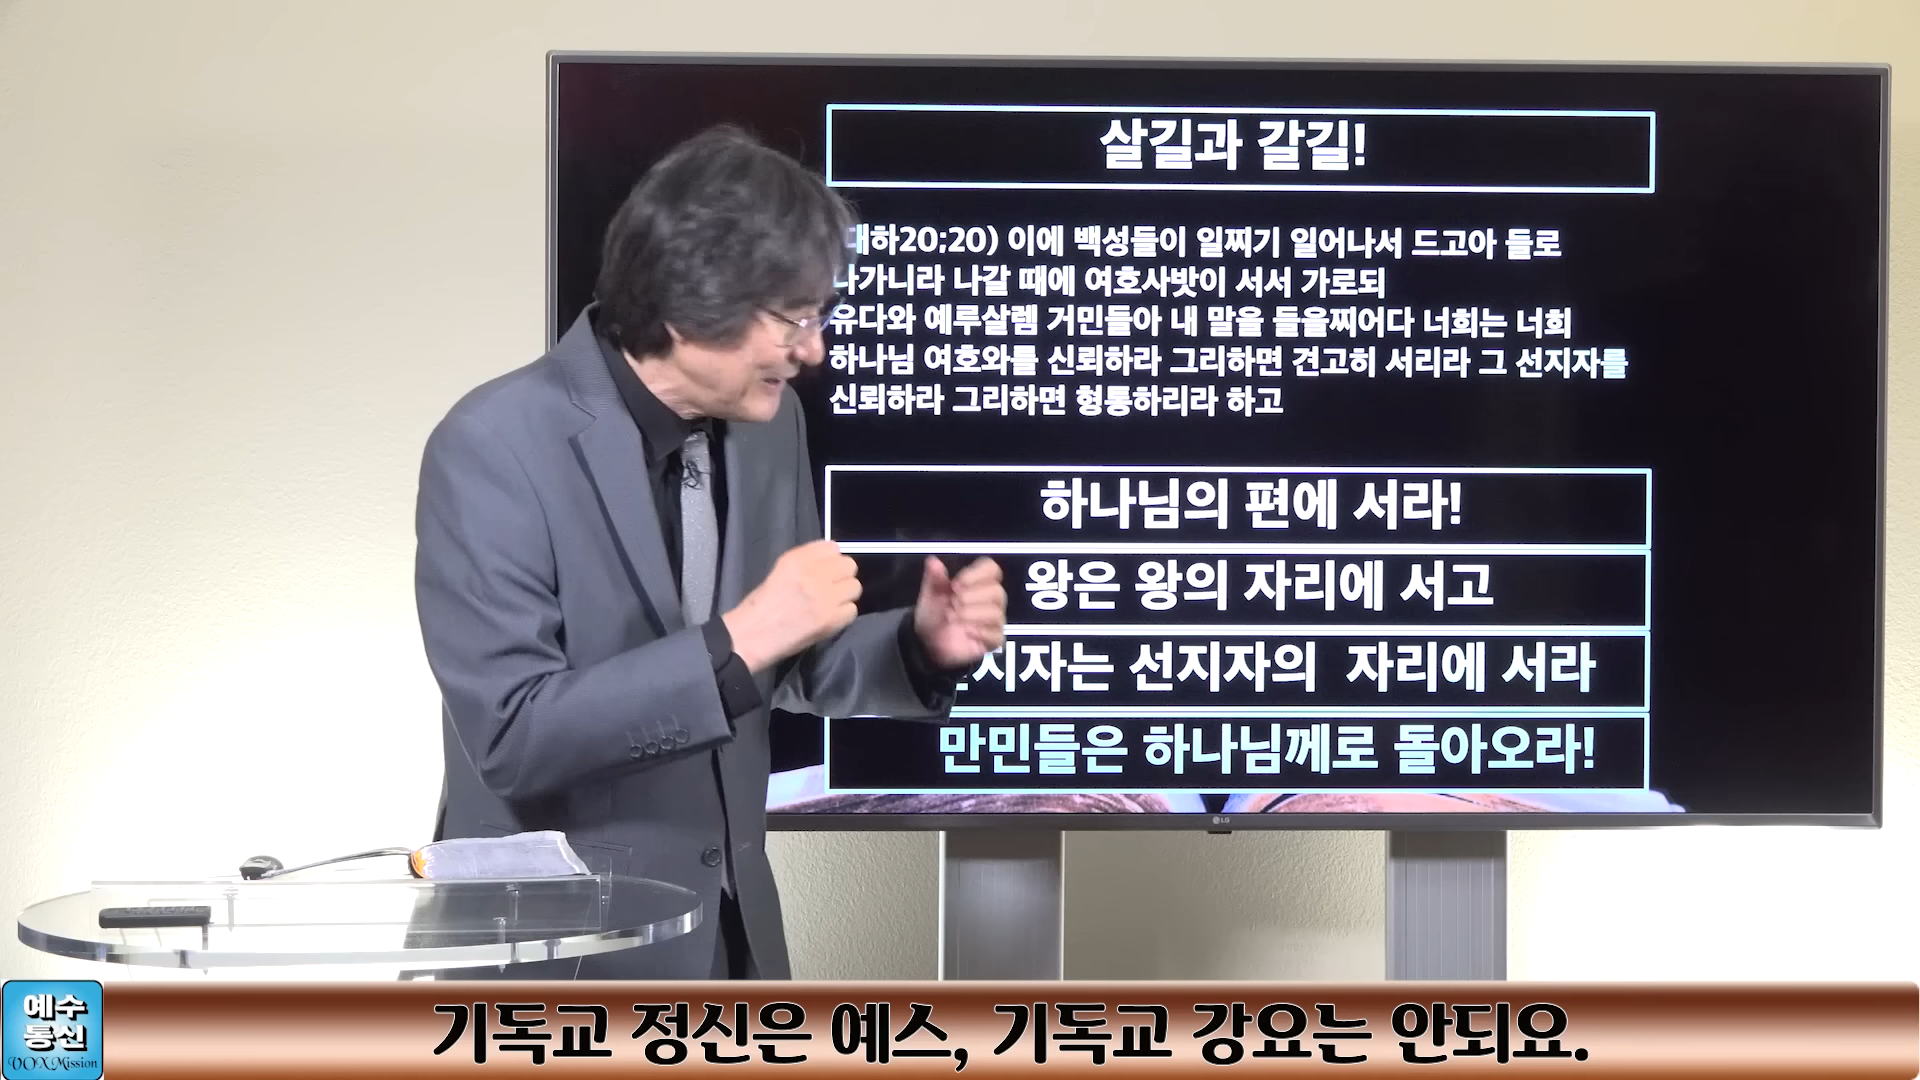 살길과 갈길!
대하20;20) 이에 백성들이 일찌기 일어나서 드고아 들로
나가니라 나갈 때에 여호사밧이 서서 가로되
유다와 예루살렘 거민들아 내 말을 들을찌어다 너희는 너희
하나님 여호와를 신뢰하라 그리하면 견고히 서리라 그 선지자를
신뢰하라 그리하면 형통하리라 하고
하나님의 편에 서라!
왕은 왕의 자리에 서고
지자는 선지자의 자리에 서라
만민들은 하나님께로 돌아오라!
LG
예수
통신
VOX Mission
기독교 정신은 예스, 기독교 강요는 안되요.